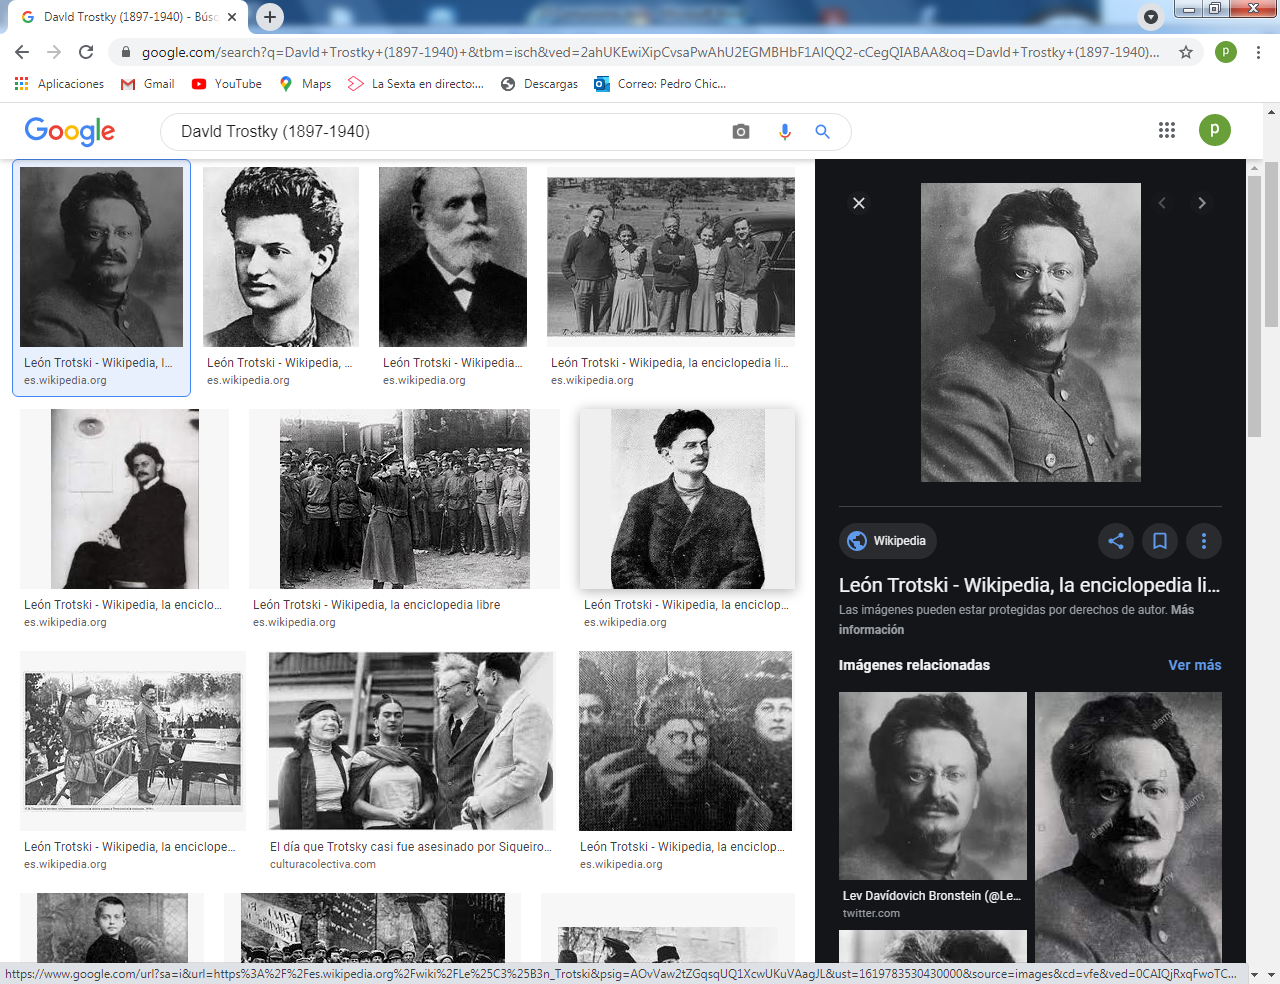 DavId Trostky (1897-1940) - Búsc
google.com/search?q=DavId+Trostky+(1897-1940)+&tbm=isch&ved=2ahUKEwiXipCvsaPwAhU2EGMBHbF1AIQQ2-cCegQIABAA&oq=DavId+Trostky+(1897-1940)...
p
Aplicaciones
Gmail
YouTube
Maps
La Sexta en directo:...
Descargas
Correo: Pedro Chic...
Google
DavId Trostky (1897-1940)
p
León Trotski - Wikipedia, l...
es.wikipedia.org
León Trotski - Wikipedia, ...
es.wikipedia.org
León Trotski - Wikipedia...
es.wikipedia.org
León Trotski - Wikipedia, la enciclopedia li...
es.wikipedia.org
León Trotski - Wikipedia, la enciclo...
es.wikipedia.org
León Trotski - Wikipedia, la enciclopedia libre
es.wikipedia.org
León Trotski - Wikipedia, la enciclop...
es.wikipedia.org
León Trotski - Wikipedia, la enciclope...
es.wikipedia.org
El día que Trotsky casi fue asesinado por Siqueiro...
culturacolectiva.com
León Trotski - Wikipedia, la enciclop...
es.wikipedia.org
Wikipedia
León Trotski - Wikipedia, la enciclopedia li...
Las imágenes pueden estar protegidas por derechos de autor. Más
información
Imágenes relacionadas
Ver más
Lev Davídovich Bronstein (@Le...
twitter.com
alamy
alamy
alamy
alamy
https://www.google.com/url?sa=i&url=https%3A%2F%2Fes.wikipedia.org%2Fwiki%2FLe%25C3%25B3n_Trotski&psig=AOvVaw2tZGqsqUQ1XcwUKuVAagJL&ust=1619783530430000&source=images&cd=vfe&ved=0CAIQjRxqFwoTC...